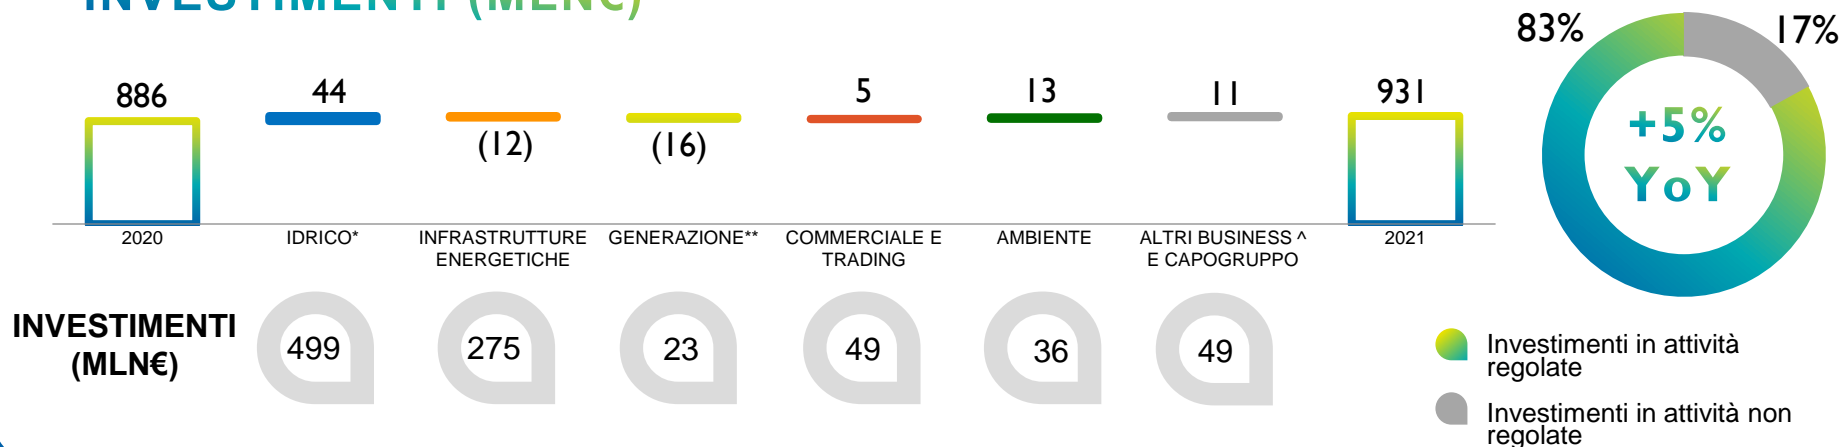 INVESTIMENTI (MLN€)
83%
17%
886
44
(12)
(16)
5
13
11
931
+5%
YoY
2020
IDRICO*
INFRASTRUTTURE
ENERGETICHE
GENERAZIONE**
COMMERCIALE E
TRADING
AMBIENTE
ALTRI BUSINESS ^
E CAPOGRUPPO
2021
INVESTIMENTI
(MLN€)
499
275
23
49
36
49
Investimenti in attività
regolate
Investimenti in attività non
regolate